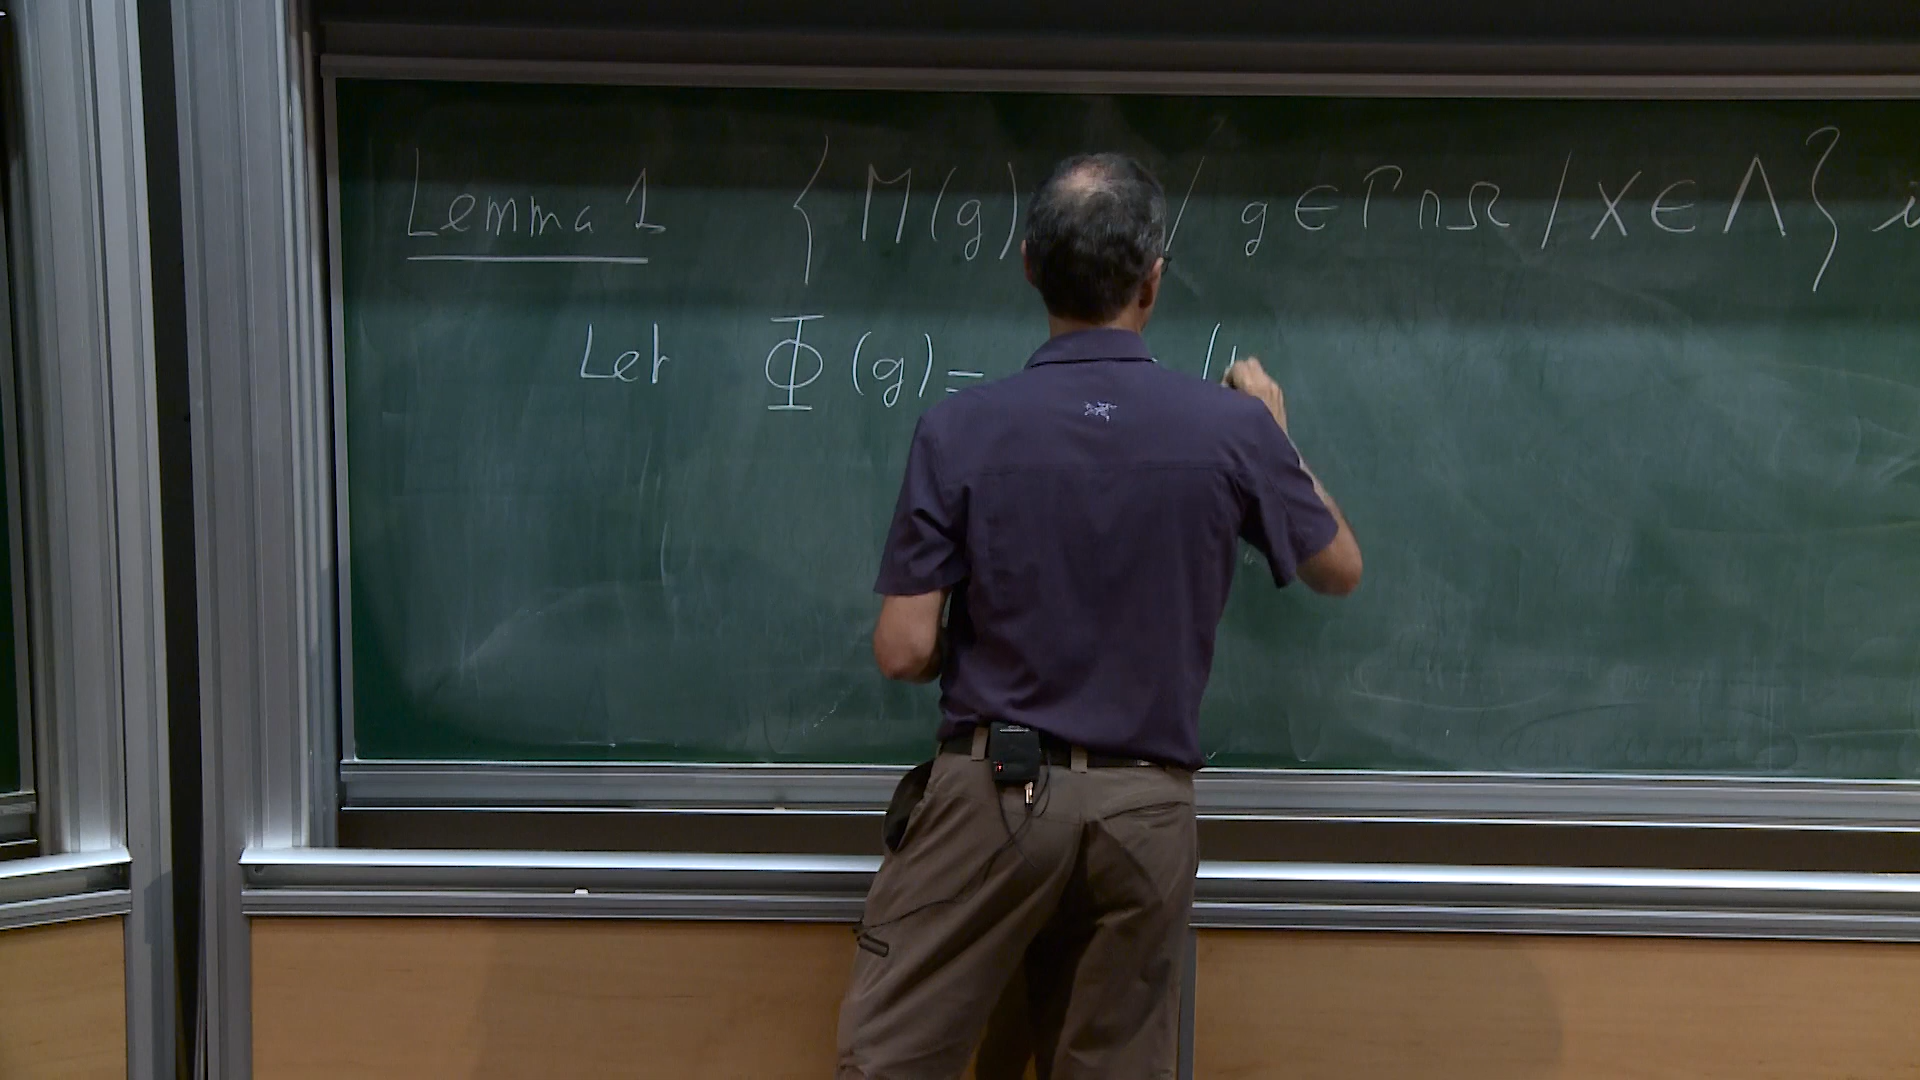 Lemma 1 { M(g) / g ∈ Γ ∩ Ω / X ∈ Λ } i
Let Φ(g) = (